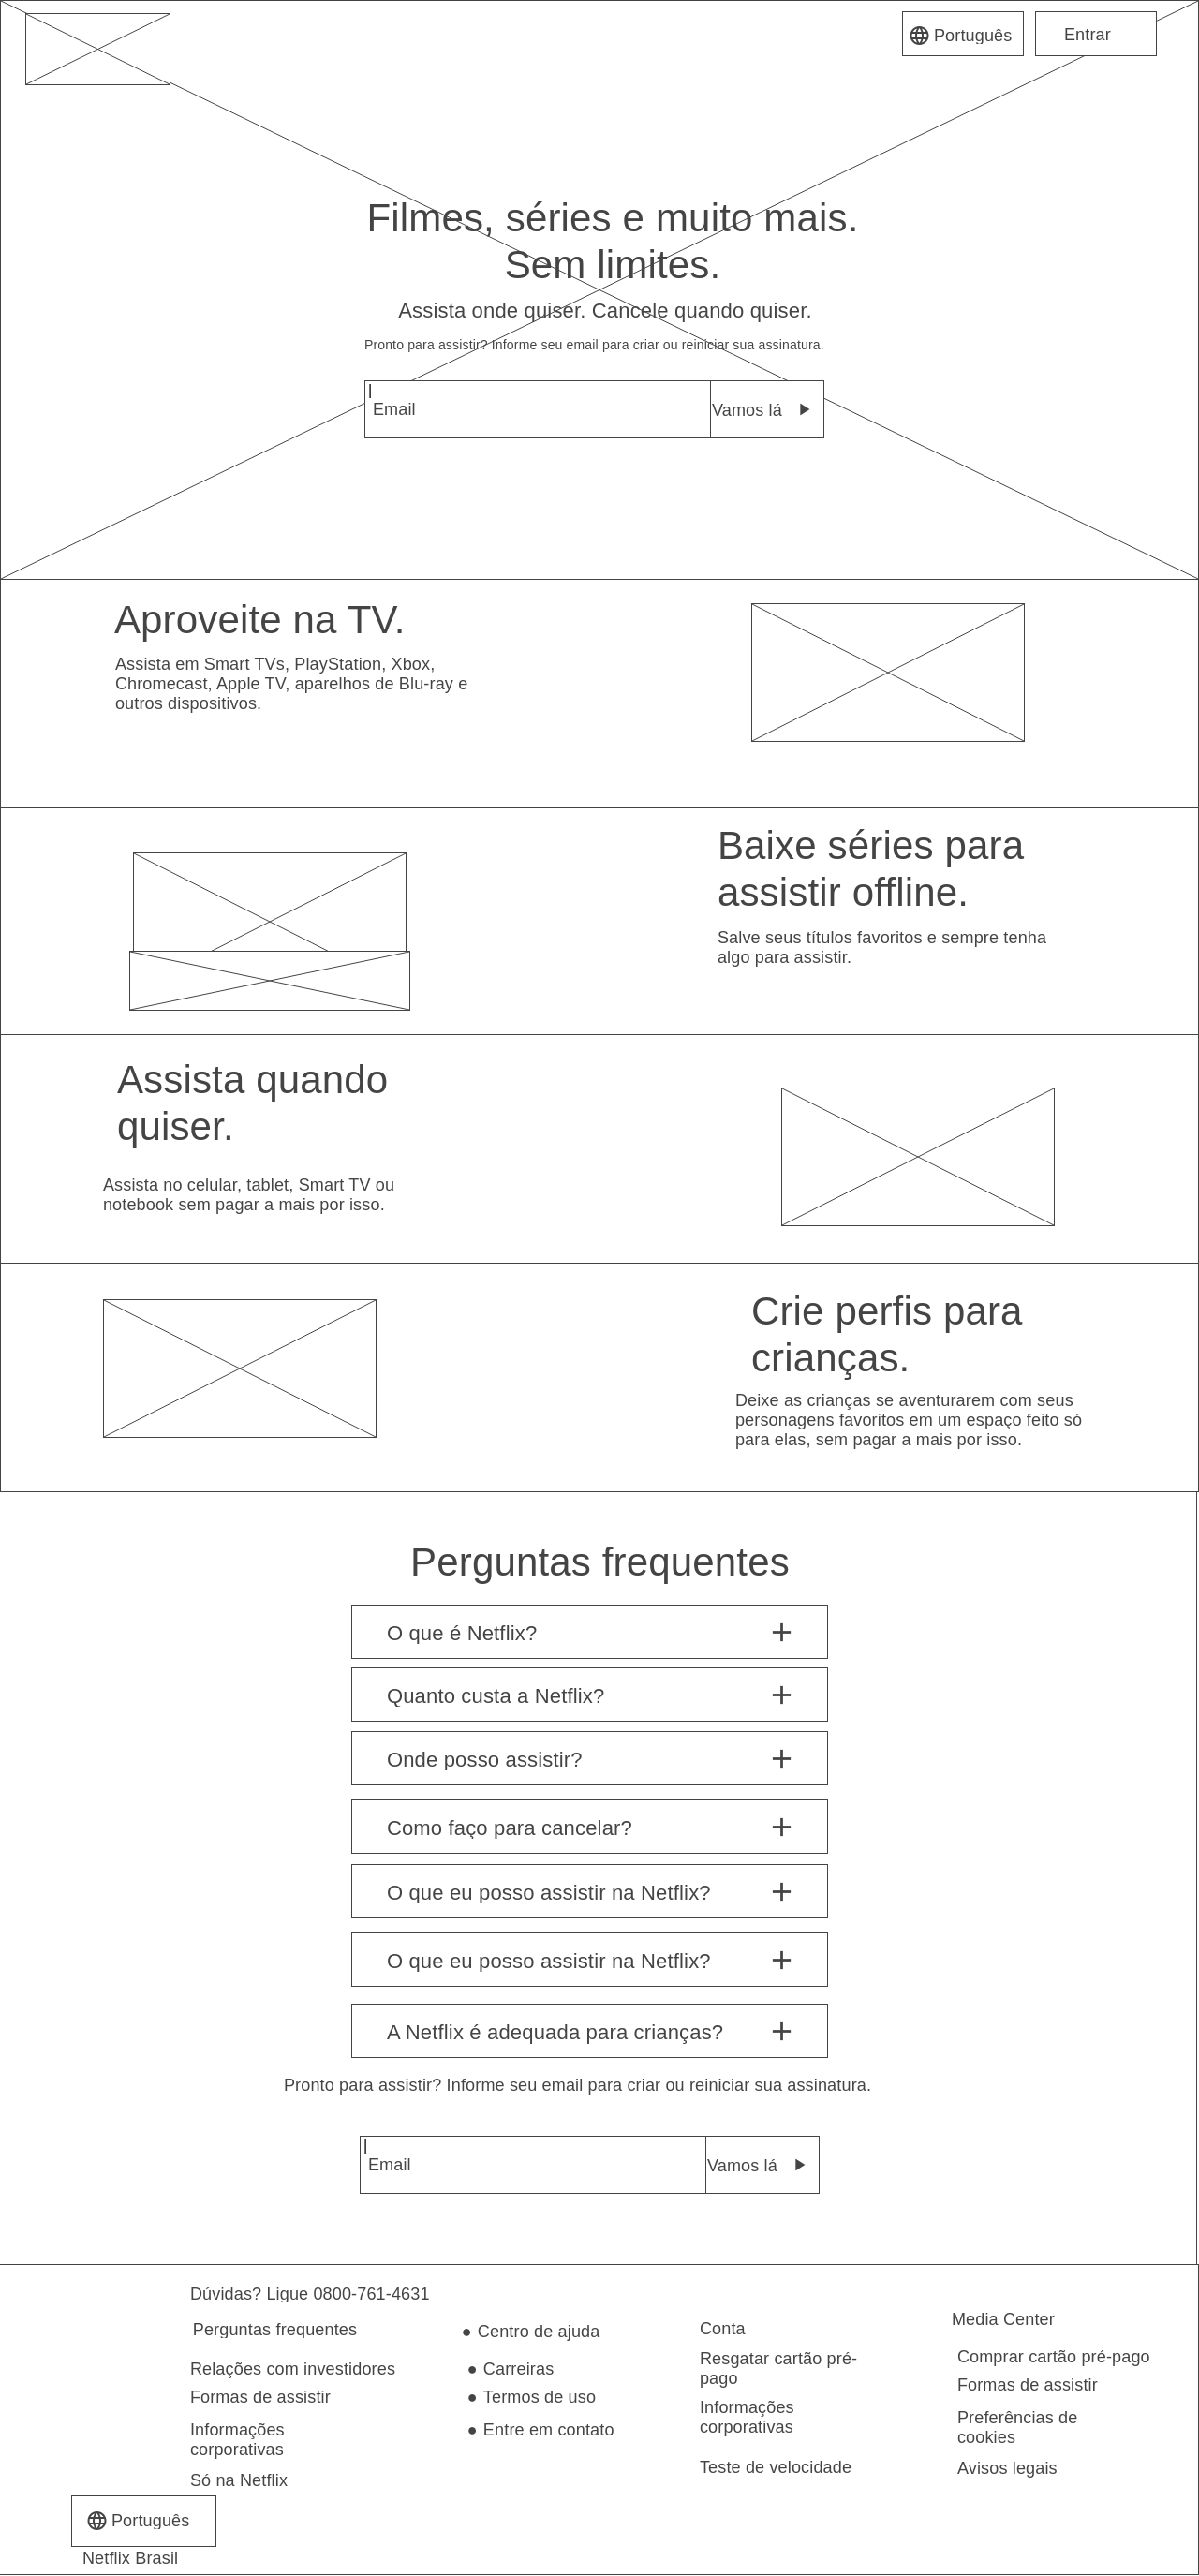 Português
Entrar
Filmes, séries e muito mais.
Sem limites.
Assista onde quiser. Cancele quando quiser.
Pronto para assistir? Informe seu email para criar ou reiniciar sua assinatura.
Email
Vamos lá
Aproveite na TV.
Assista em Smart TVs, PlayStation, Xbox,
Chromecast, Apple TV, aparelhos de Blu-ray e
outros dispositivos.
Baixe séries para
assistir offline.
Salve seus títulos favoritos e sempre tenha
algo para assistir.
Assista quando
quiser.
Assista no celular, tablet, Smart TV ou
notebook sem pagar a mais por isso.
Crie perfis para
crianças.
Deixe as crianças se aventurarem com seus
personagens favoritos em um espaço feito só
para elas, sem pagar a mais por isso.
Perguntas frequentes
O que é Netflix?
Quanto custa a Netflix?
Onde posso assistir?
Como faço para cancelar?
O que eu posso assistir na Netflix?
O que eu posso assistir na Netflix?
A Netflix é adequada para crianças?
Pronto para assistir? Informe seu email para criar ou reiniciar sua assinatura.
Email
Vamos lá
Dúvidas? Ligue 0800-761-4631
Perguntas frequentes
Relações com investidores
Formas de assistir
Informações
corporativas
Só na Netflix
● Centro de ajuda
● Carreiras
● Termos de uso
● Entre em contato
Conta
Resgatar cartão pré-
pago
Informações
corporativas
Teste de velocidade
Media Center
Comprar cartão pré-pago
Formas de assistir
Preferências de
cookies
Avisos legais
Português
Netflix Brasil